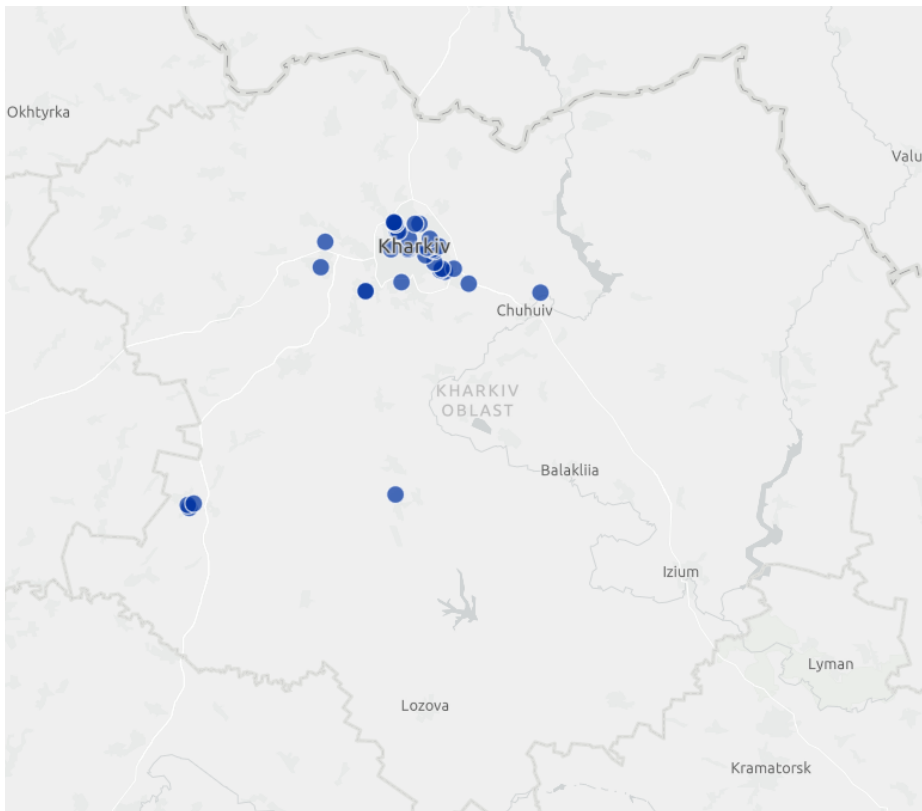 Okhtyrka
Valu
Kharkiv
Chuhuiv
KHARKIV
OBLAST
Balakliia
Izium
Lyman
Lozova
Kramatorsk